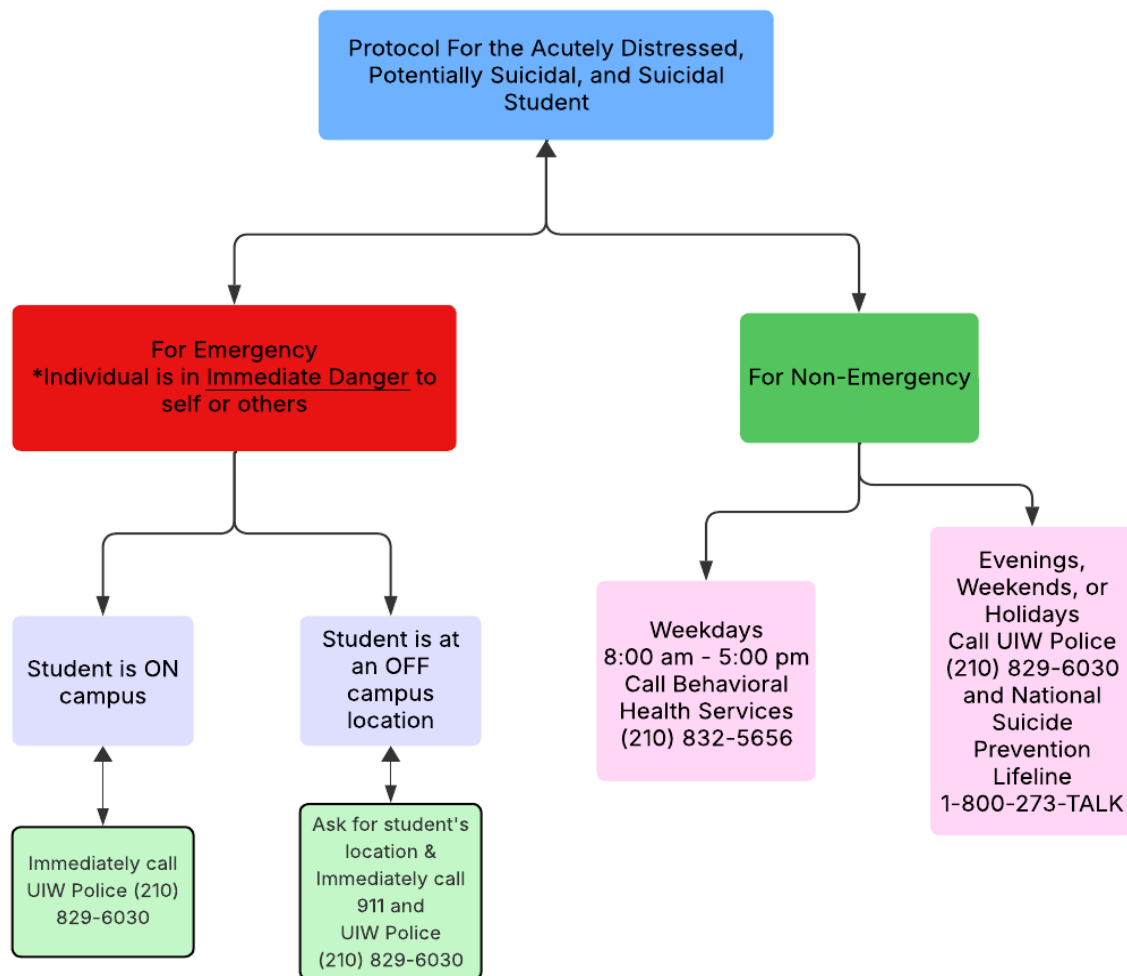 Protocol For the Acutely Distressed,
Potentially Suicidal, and Suicidal
Student
For Emergency
*Individual is in Immediate Danger to
self or others
For Non-Emergency
Student is ON
campus
Student is at
an OFF
campus
location
Weekdays
8:00 am - 5:00 pm
Call Behavioral
Health Services
(210) 832-5656
Evenings,
Weekends, or
Holidays
Call UIW Police
(210) 829-6030
and National
Suicide
Prevention
Lifeline
1-800-273-TALK
Immediately call
UIW Police (210)
829-6030
Ask for student's
location &
Immediately call
911 and
UIW Police
(210) 829-6030